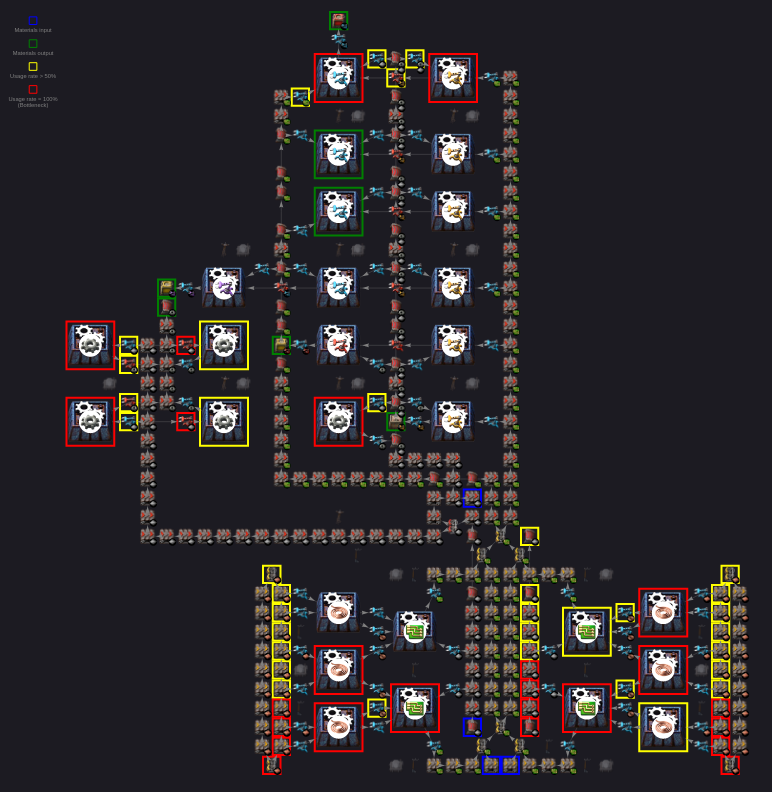 Materials input
Materials output
Usage rate > 50%
Usage rate = 100%
(Bottleneck)